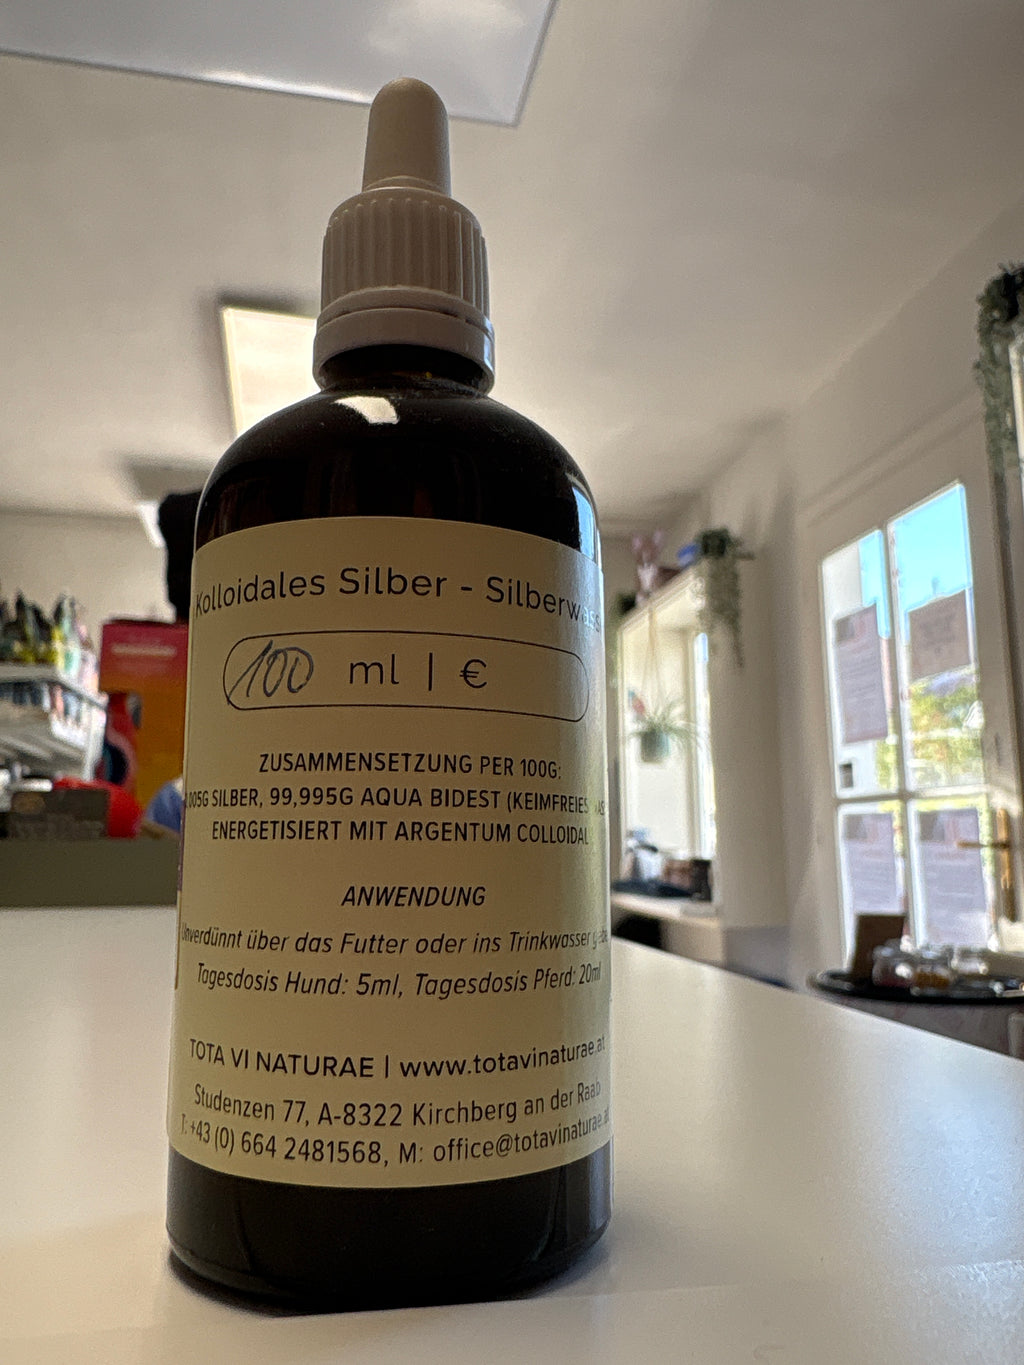 Kolloidales Silber - Silberwass
100 ml | €
ZUSAMMENSETZUNG PER 100G:
005G SILBER, 99,995G AQUA BIDEST (KEIMFREIES
ENERGETISIERT MIT ARGENTUM COLLOIDAL
ANWENDUNG
Unverdünnt über das Futter oder ins Trinkwasser
Tagesdosis Hund: 5ml, Tagesdosis Pferd: 20ml
TOTA VI NATURAE | www.totavinaturae.at
Studenzen 77, A-8322 Kirchberg an der Raab
T: +43 (0) 664 2481568, M: office@totavinaturae.at